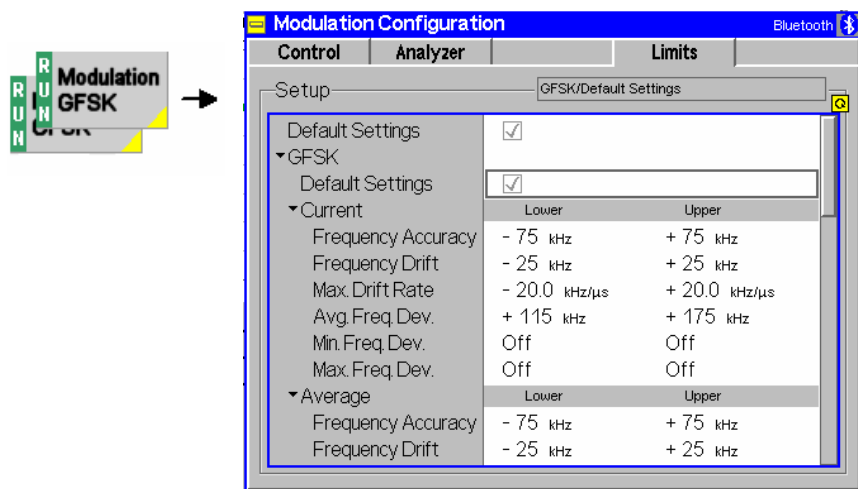 Modulation Configuration Bluetooth
Control Analyzer Limits
RUN Modulation GFSK
RUN
Setup GFSK/Default Settings
Default Settings
GFSK
Default Settings
Current Lower Upper
Frequency Accuracy - 75 kHz + 75 kHz
Frequency Drift - 25 kHz + 25 kHz
Max. Drift Rate - 20.0 kHz/µs + 20.0 kHz/µs
Avg. Freq. Dev. + 115 kHz + 175 kHz
Min. Freq. Dev. Off Off
Max. Freq. Dev. Off Off
Average Lower Upper
Frequency Accuracy - 75 kHz + 75 kHz
Frequency Drift - 25 kHz + 25 kHz